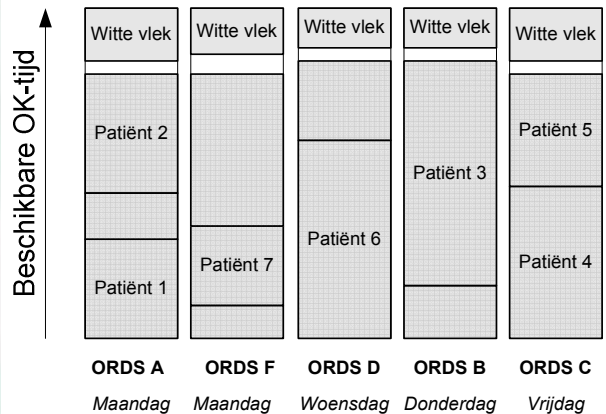 Beschikbare OK-tijd
Witte vlek Witte vlek Witte vlek Witte vlek Witte vlek
Patiënt 2 Patiënt 3 Patiënt 5
Patiënt 1 Patiënt 7 Patiënt 6 Patiënt 4
ORDS A ORDS F ORDS D ORDS B ORDS C
Maandag Maandag Woensdag Donderdag Vrijdag